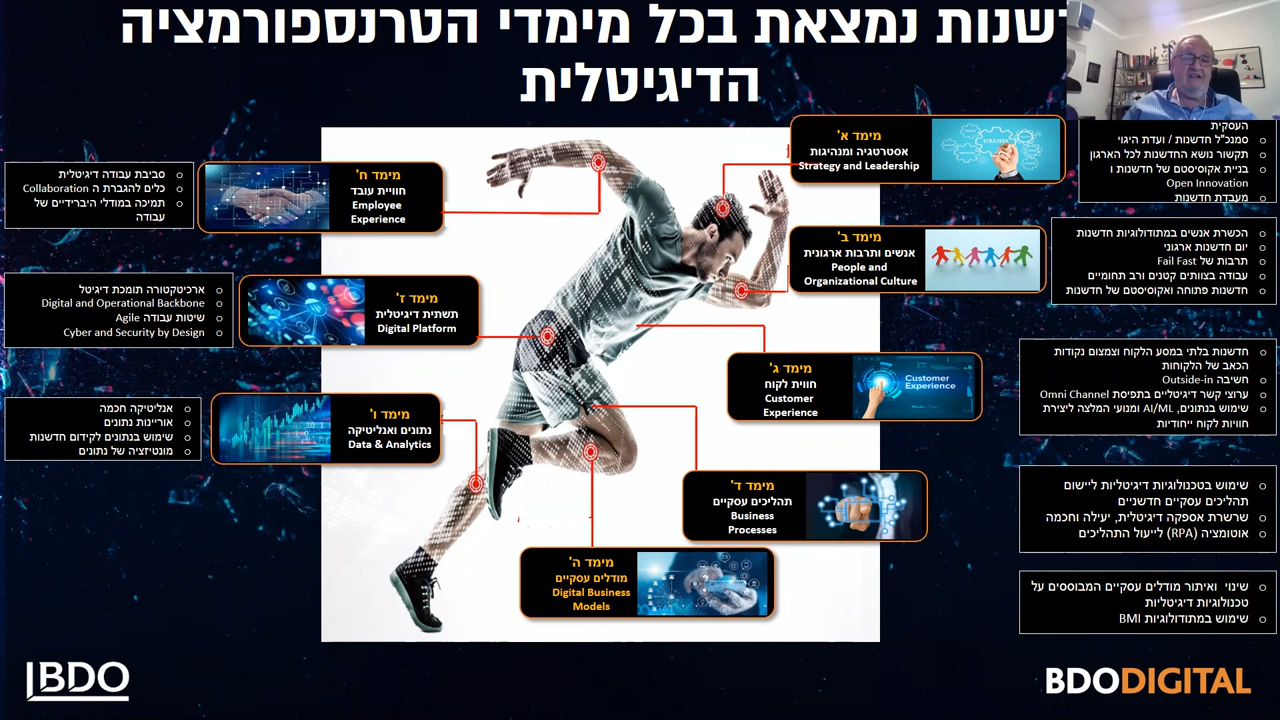 שנות נמצאת בכל מימדי הטרנספורמציה
הדיגיטלית
מימד א'
אסטרטגיה ומנהיגות
Strategy and Leadership
STRATEGY
העסקית
סמנכ"ל חדשנות / ועדת היגוי
תקשור נושא החדשנות לכל הארגון
בניית אקוסיסטם של חדשנות ו
Open Innovation
מעבדת חדשנות
מימד ב'
אנשים ותרבות ארגונית
People and
Organizational Culture
הכשרת אנשים במתודולוגיות חדשנות
יום חדשנות ארגוני
תרבות של Fail Fast
עבודה בצוותים קטנים ורב תחומיים
חדשנות פתוחה ואקוסיסטם של חדשנות
מימד ג'
חווית לקוח
Customer
Experience
Customer
Experience
חדשנות בלתי במסע הלקוח וצמצום נקודות
הכאב של הלקוחות
חשיבה Outside-in
ערוצי קשר דיגיטליים בתפיסת Omni Channel
שימוש בנתונים, AI/ML ומנועי המלצה ליצירת
חוויות לקוח ייחודיות
מימד ד'
תהליכים עסקיים
Business
Processes
שימוש בטכנולוגיות דיגיטליות ליישום
תהליכים עסקיים חדשניים
שרשרת אספקה דיגיטלית, יעילה וחכמה
אוטומציה (RPA) לייעול התהליכים
מימד ה'
מודלים עסקיים
Digital Business
Models
שינוי ואיתור מודלים עסקיים המבוססים על
טכנולוגיות דיגיטליות
שימוש במתודולוגיות BMI
מימד ו'
נתונים ואנליטיקה
Data & Analytics
אנליטיקה חכמה
אוריינות נתונים
שימוש בנתונים לקידום חדשנות
מונטיזציה של נתונים
מימד ז'
תשתית דיגיטלית
Digital Platform
ארכיטקטורה תומכת דיגיטל
Digital and Operational Backbone
שיטות עבודה Agile
Cyber and Security by Design
מימד ח'
חוויית עובד
Employee
Experience
סביבת עבודה דיגיטלית
כלים להגברת ה Collaboration
תמיכה במודלי היברידיים של
עבודה
BDO
BDODIGITAL